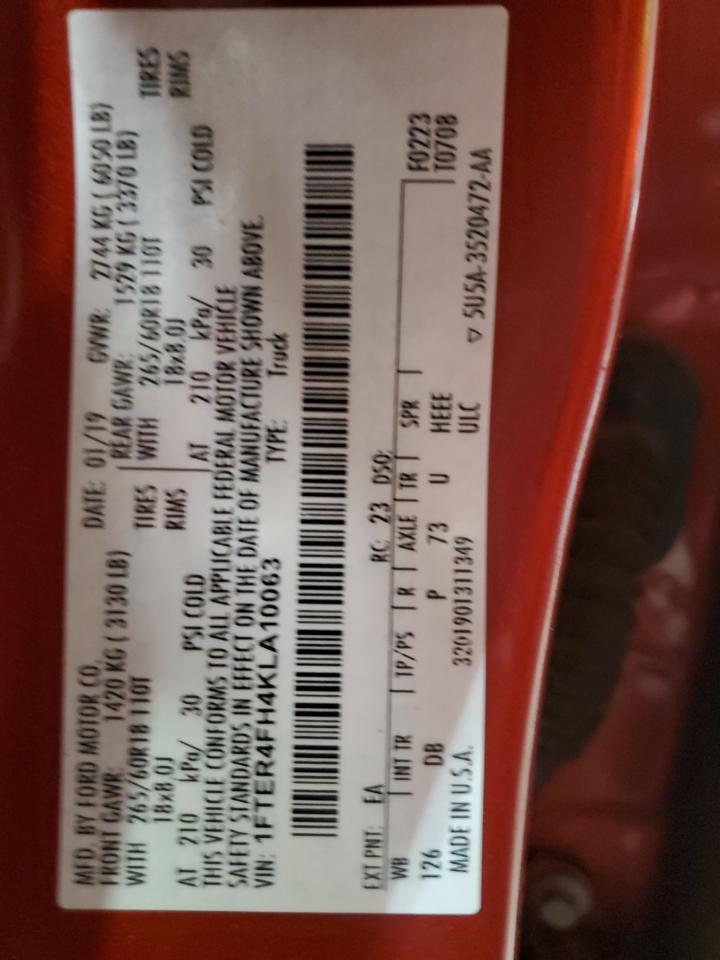 MFD. BY FORD MOTOR CO. DATE: 01/19 GVWR: 2744 KG ( 6050 LB)
FRONT GAWR: 1420 KG ( 3130 LB) REAR GAWR: 1529 KG ( 3370 LB)
WITH 265/60R18 110T TIRES WITH 265/60R18 110T TIRES
18x8.0J RIMS 18x8.0J RIMS
AT 210 kPa/ 30 PSI COLD AT 210 kPa/ 30 PSI COLD
THIS VEHICLE CONFORMS TO ALL APPLICABLE FEDERAL MOTOR VEHICLE
SAFETY STANDARDS IN EFFECT ON THE DATE OF MANUFACTURE SHOWN ABOVE.
VIN: 1FTER4FH4KLA10063 TYPE: Truck
EXT PNT: EA RC: 23 DSO:
WB INT TR TP/PS R AXLE TR SPR F0223
126 DB P 73 U HEEE T0708
ULC
MADE IN U.S.A. 3201901311349 ▽ 5U5A-3520472-AA